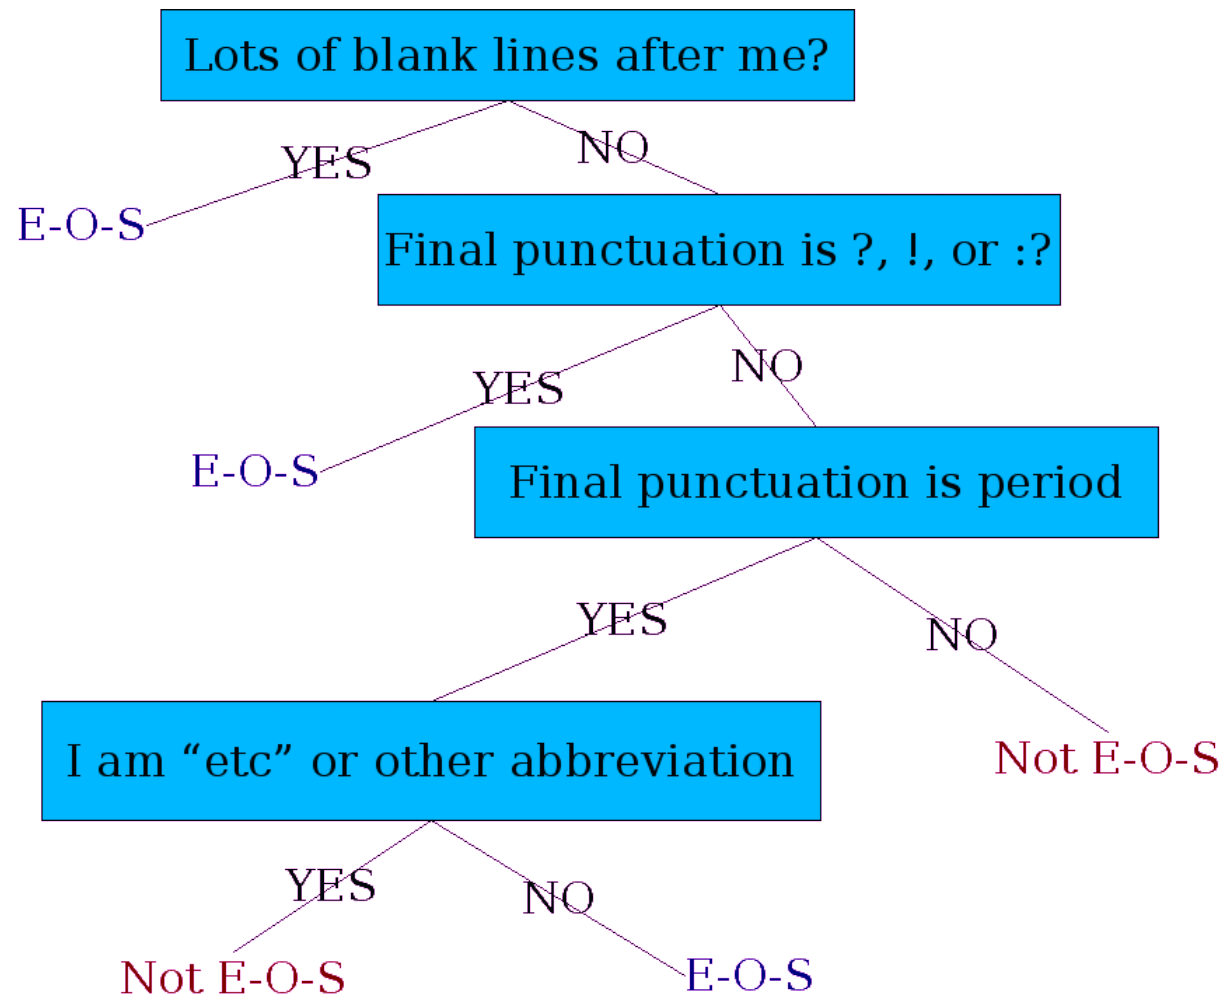 Lots of blank lines after me?
YES
NO
E-O-S
Final punctuation is ?, !, or :?
YES
NO
E-O-S
Final punctuation is period
YES
NO
I am “etc” or other abbreviation
Not E-O-S
YES
NO
Not E-O-S
E-O-S